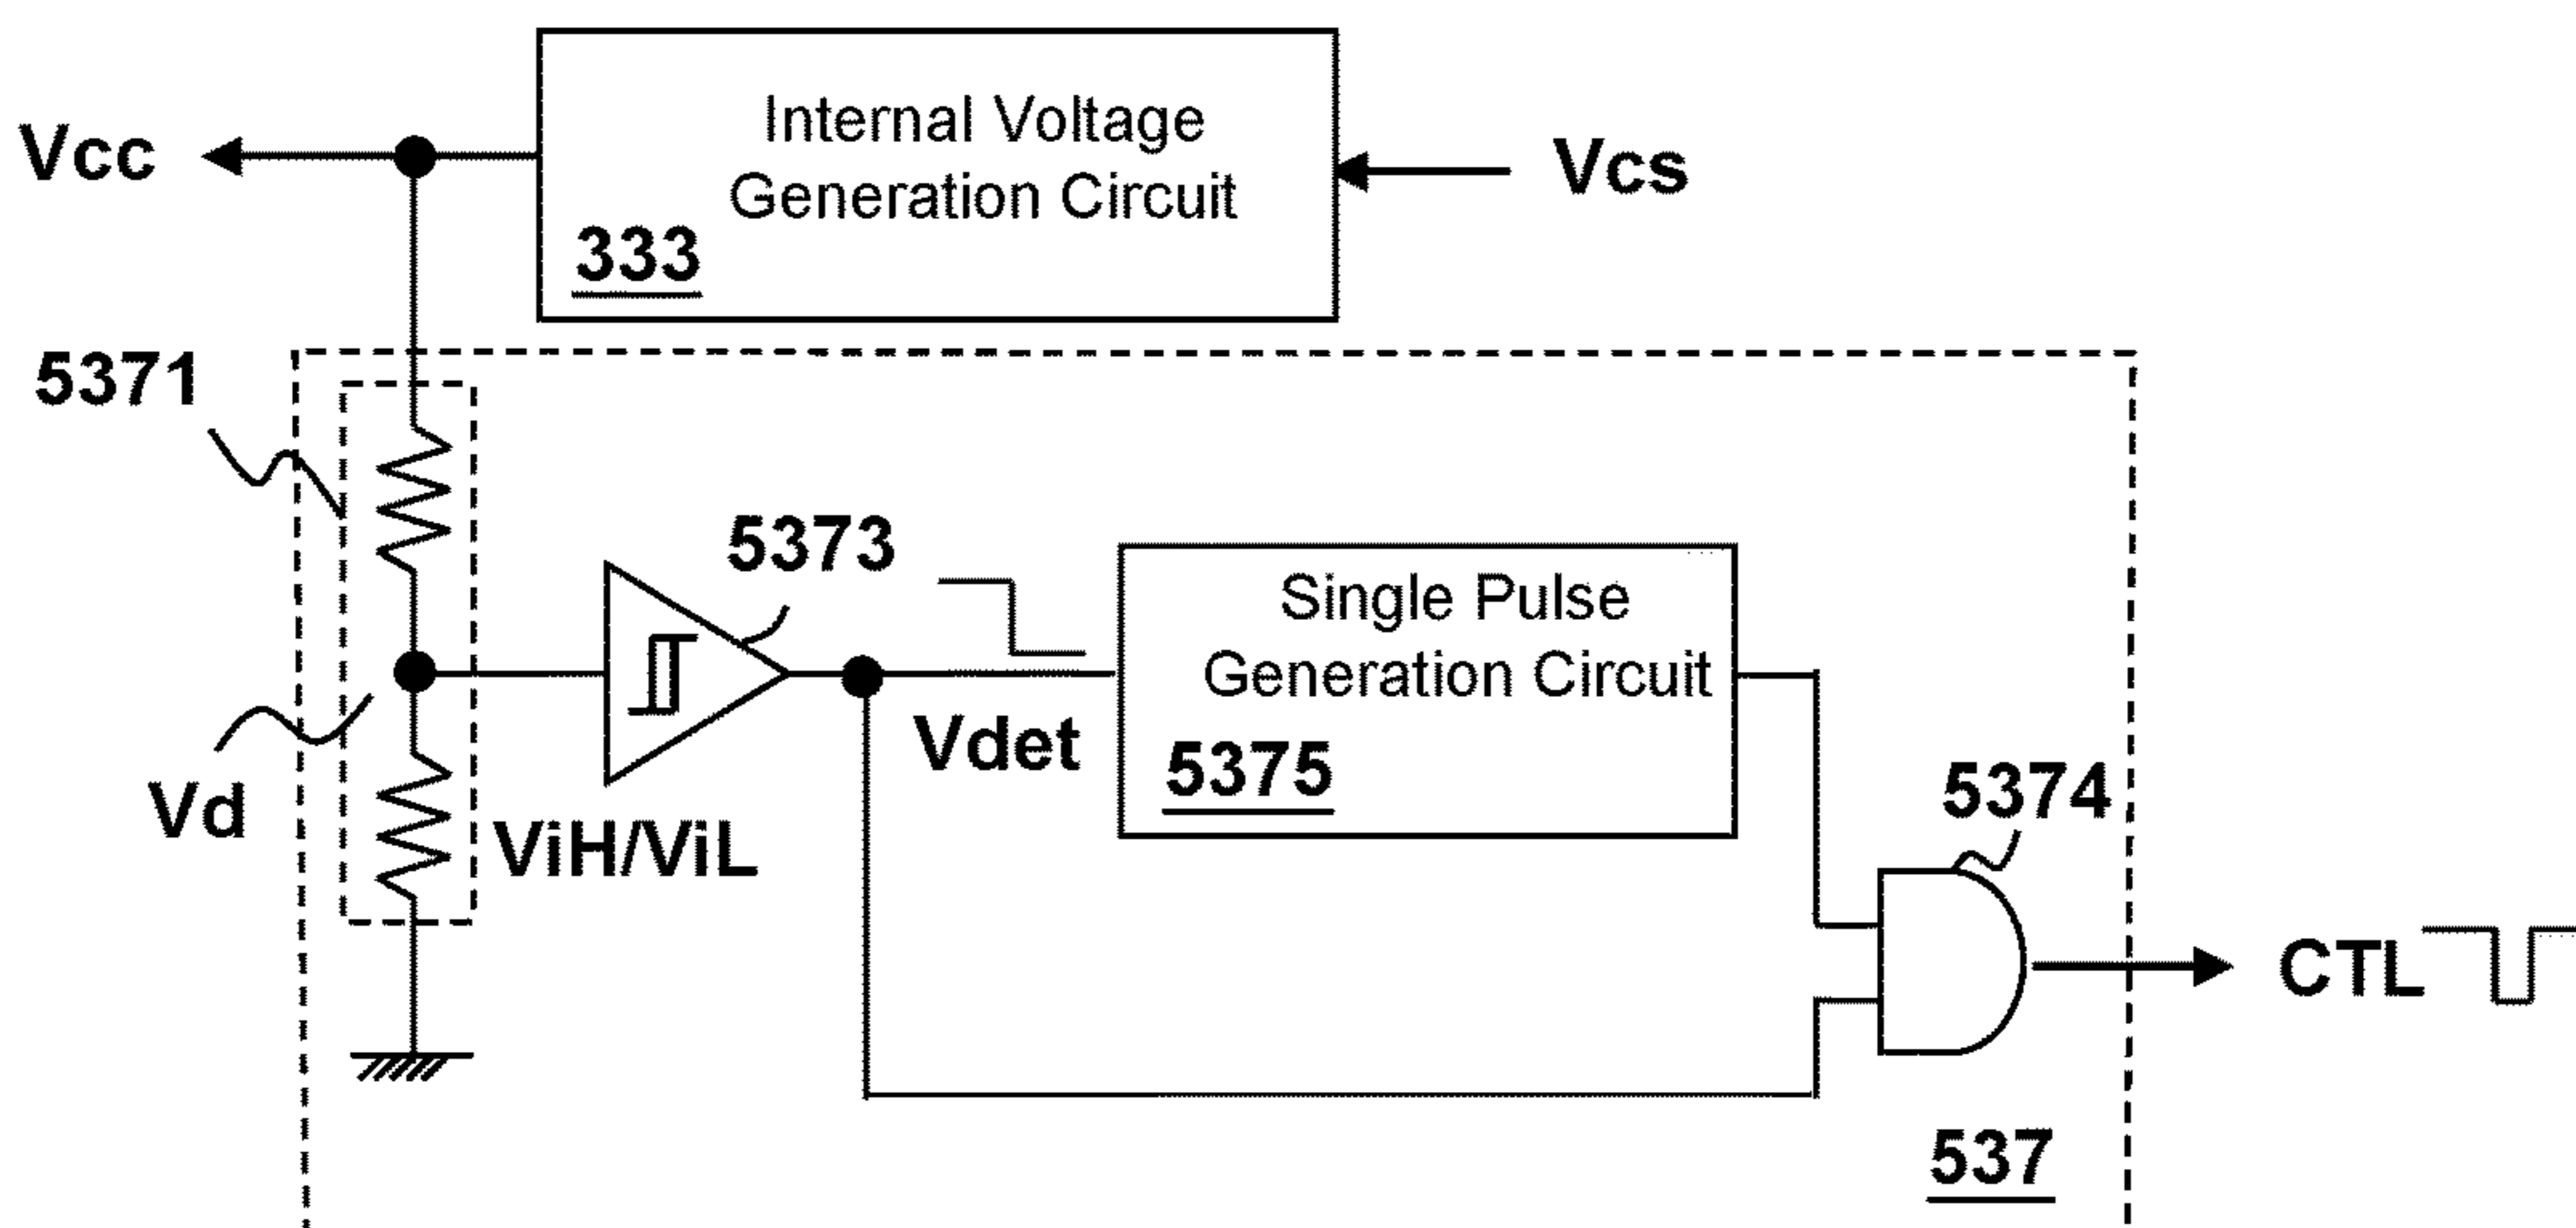 Vcc
Internal Voltage
Generation Circuit
333
Vcs
5371
5373
Single Pulse
Generation Circuit
5375
Vdet
5374
Vd
ViH/ViL
CTL
537